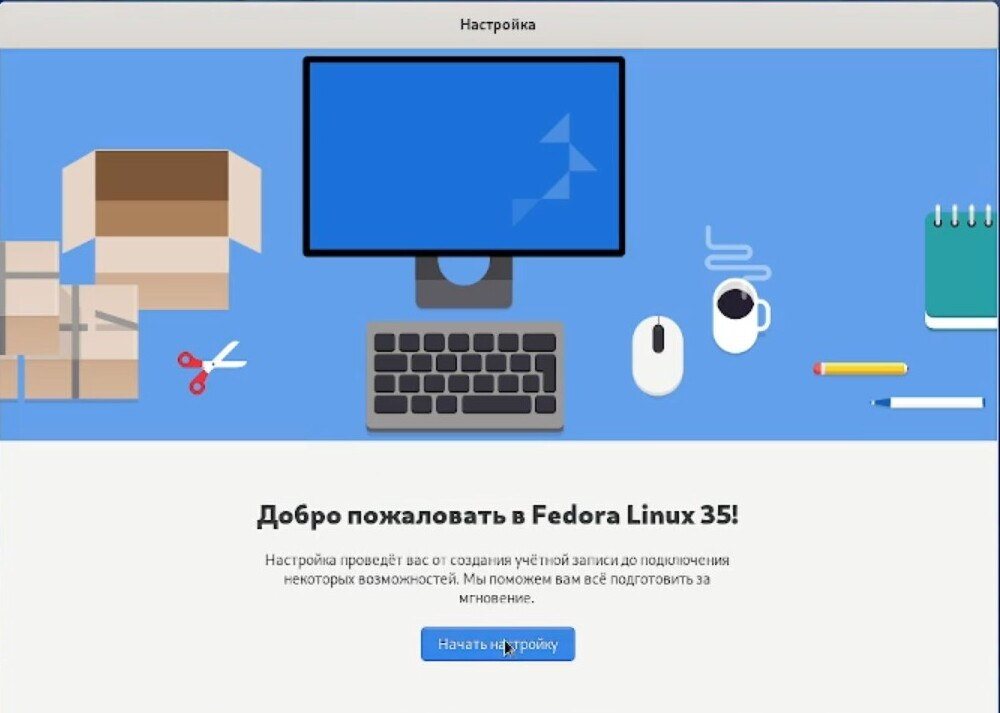 Настройка
Добро пожаловать в Fedora Linux 35!
Настройка проведёт вас от создания учётной записи до подключения
некоторых возможностей. Мы поможем вам всё подготовить за
мгновение.
Начать настройку